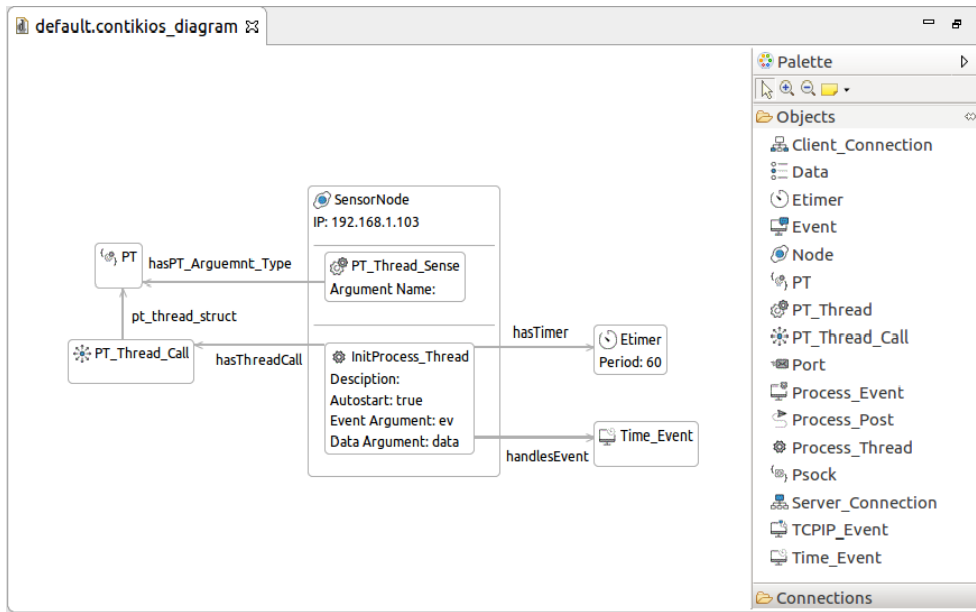 default.contikios_diagram
SensorNode
IP: 192.168.1.103
PT
hasPT_Arguemnt_Type
PT_Thread_Sense
Argument Name:
pt_thread_struct
PT_Thread_Call
hasThreadCall
InitProcess_Thread
Desciption:
Autostart: true
Event Argument: ev
Data Argument: data
hasTimer
Etimer
Period: 60
handlesEvent
Time_Event
Palette
Objects
Client_Connection
Data
Etimer
Event
Node
PT
PT_Thread
PT_Thread_Call
Port
Process_Event
Process_Post
Process_Thread
Psock
Server_Connection
TCPIP_Event
Time_Event
Connections